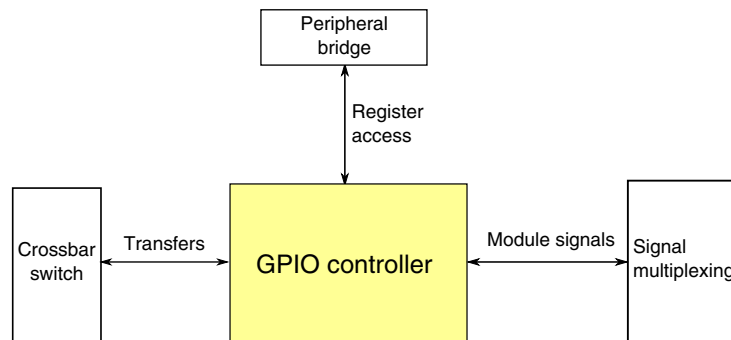 Peripheral
bridge
Register
access
Crossbar
switch
Transfers
GPIO controller
Module signals
Signal
multiplexing